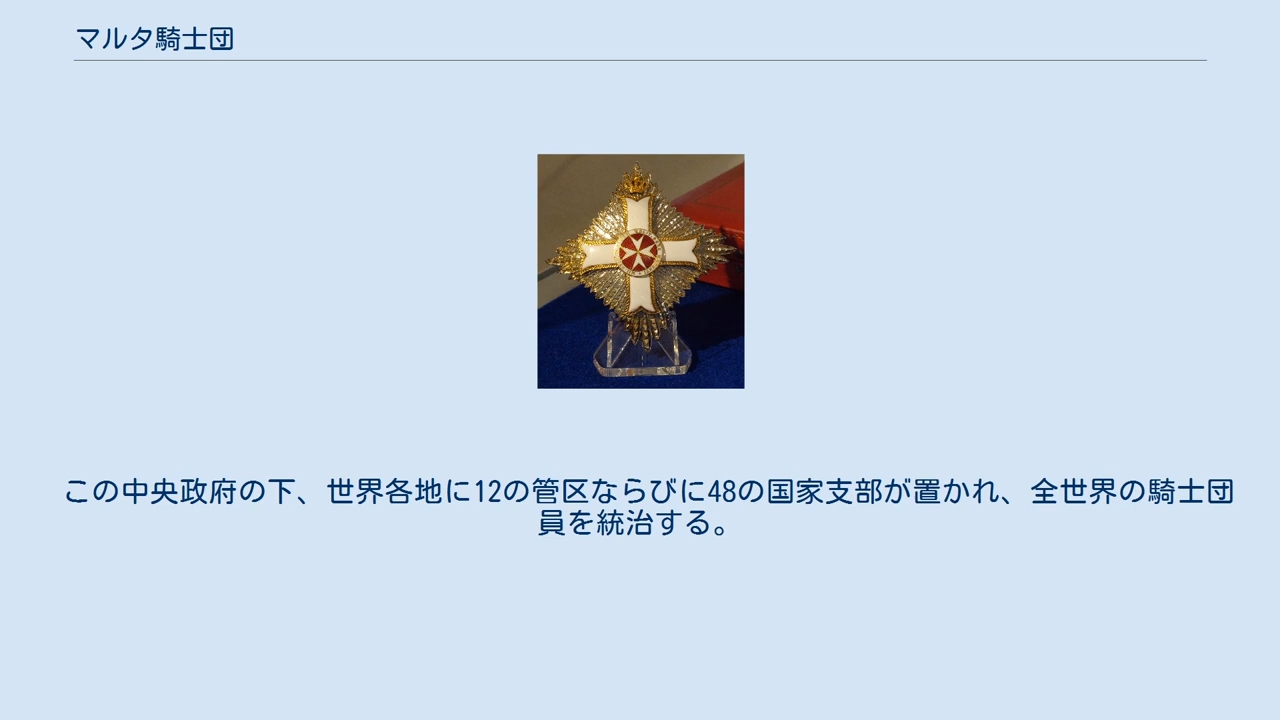 マルタ騎士団
この中央政府の下、世界各地に12の管区ならびに48の国家支部が置かれ、全世界の騎士団
員を統治する。